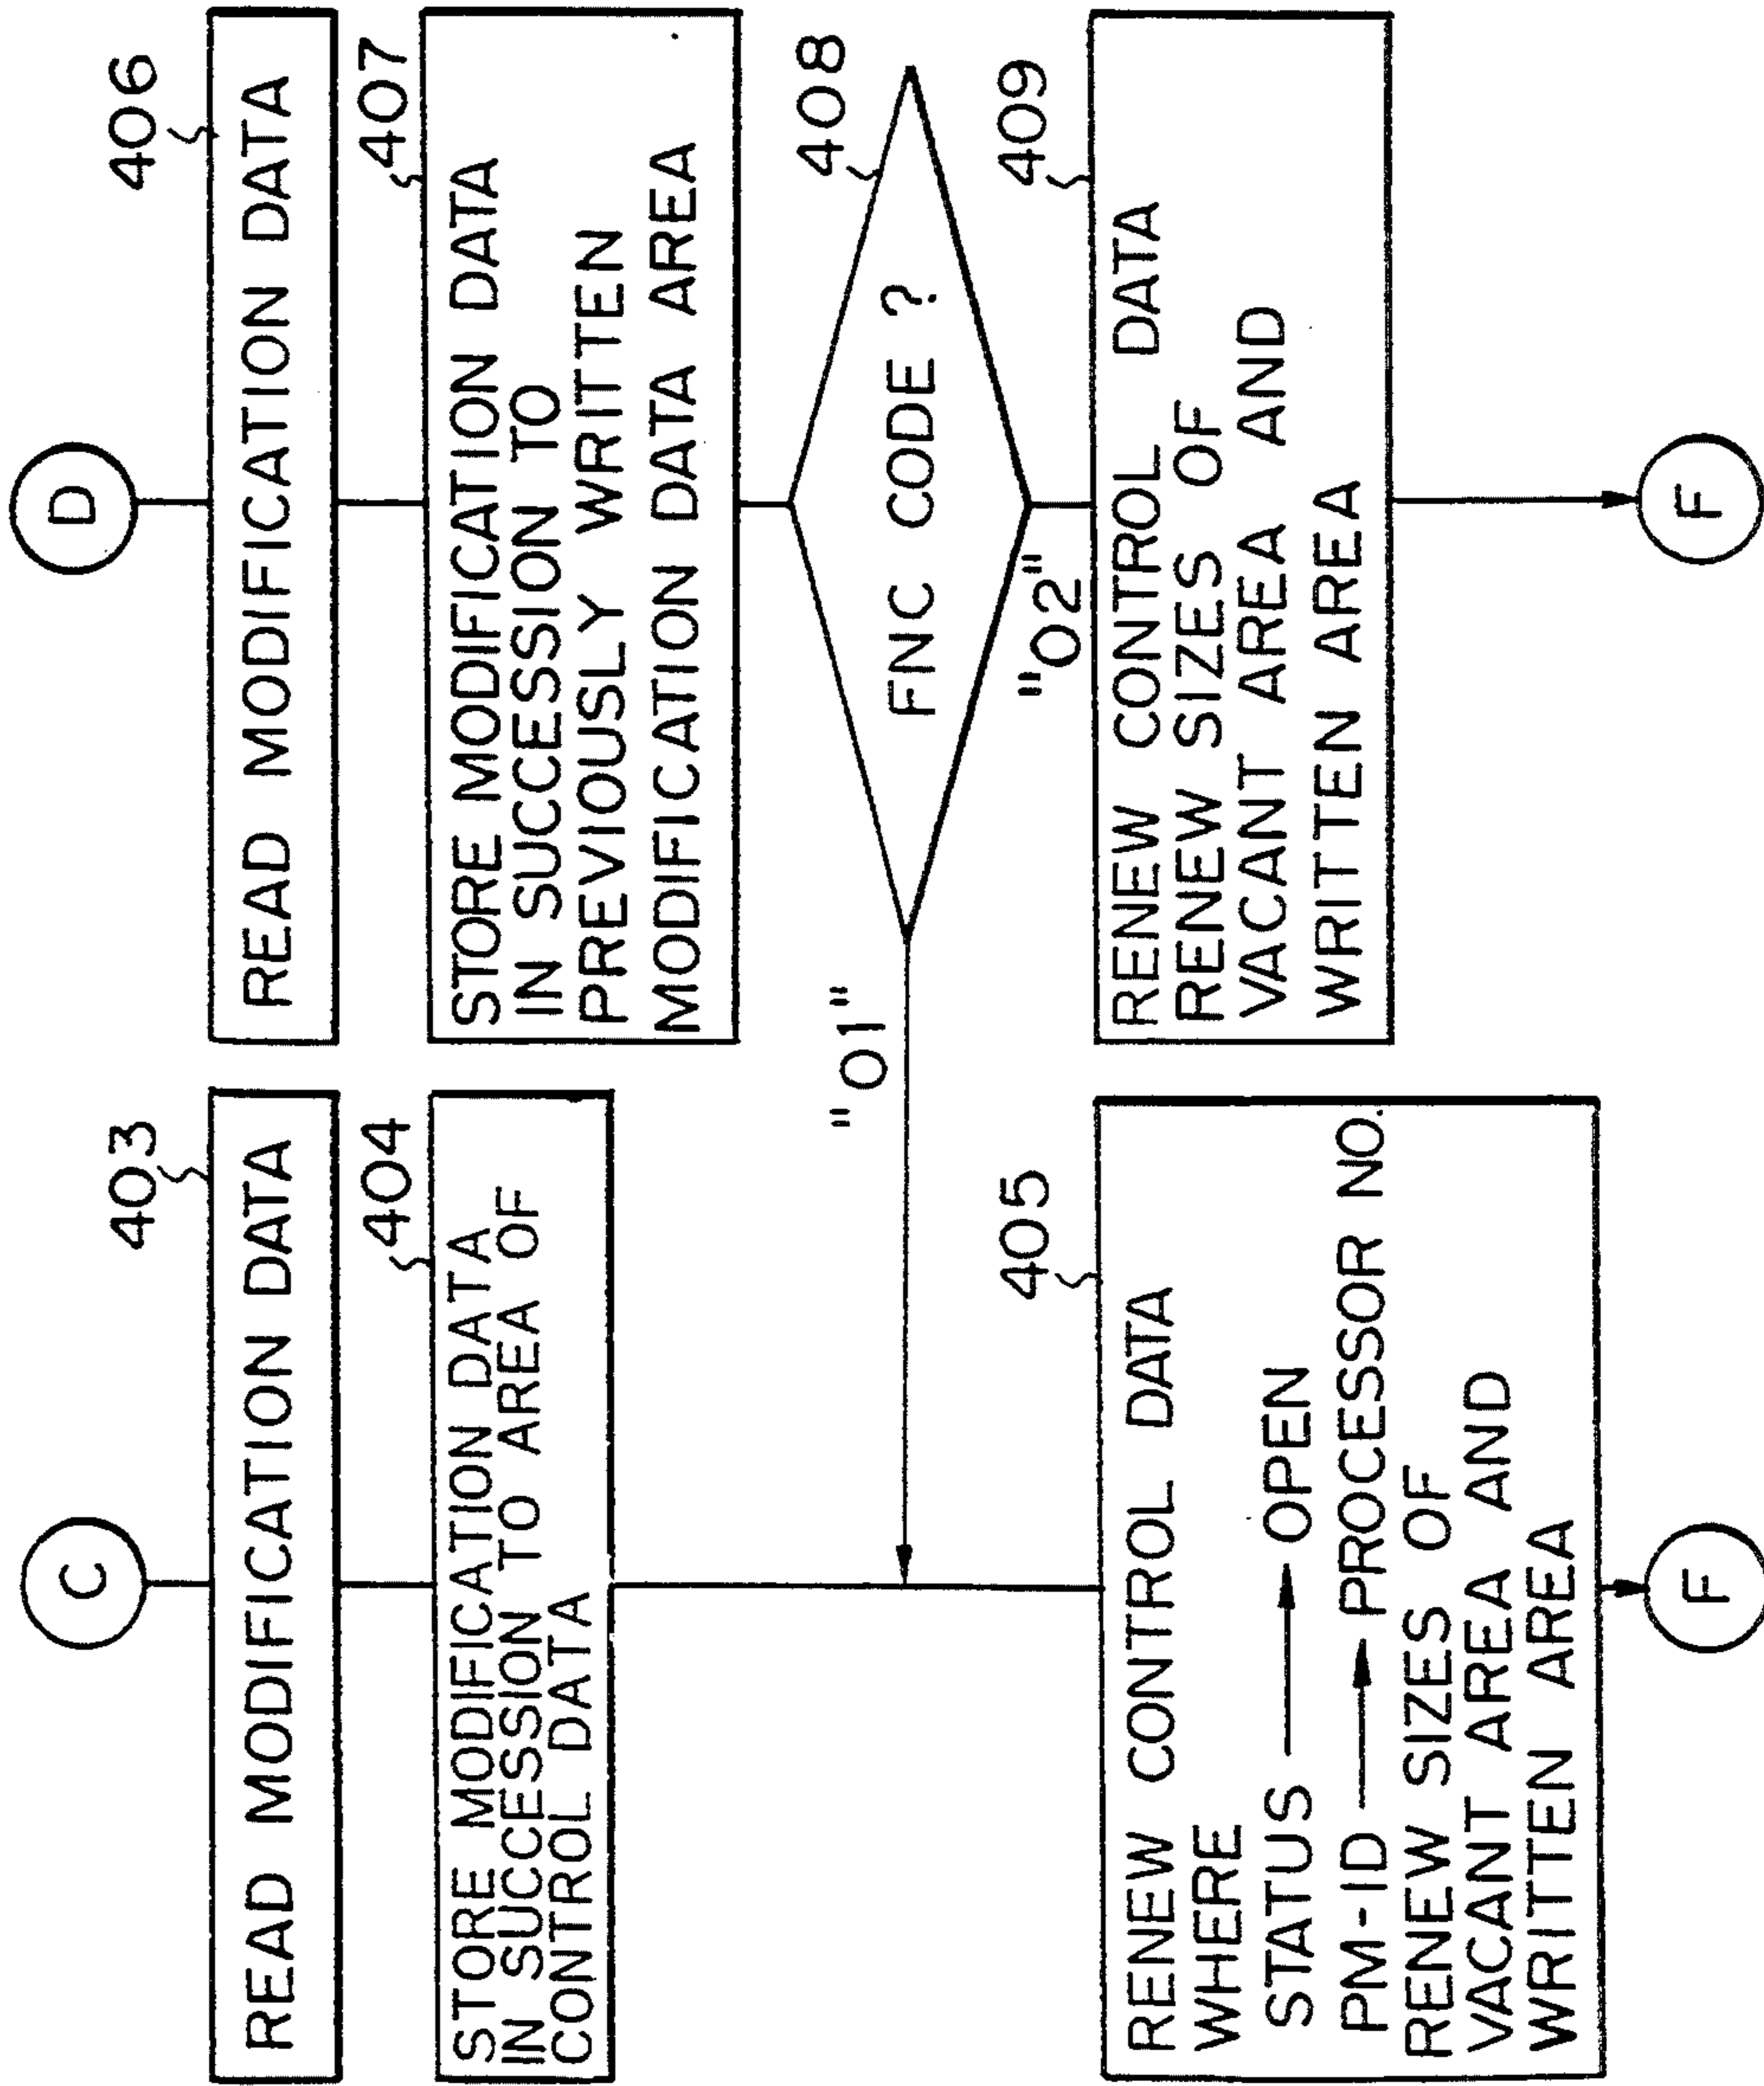 C
403
READ MODIFICATION DATA
404
STORE MODIFICATION DATA
IN SUCCESSION TO AREA OF
CONTROL DATA
405
RENEW CONTROL DATA
WHERE
STATUS → OPEN
PM-ID → PROCESSOR NO.
RENEW SIZES OF
VACANT AREA AND
WRITTEN AREA
F
D
406
READ MODIFICATION DATA
407
STORE MODIFICATION DATA
IN SUCCESSION TO
PREVIOUSLY WRITTEN
MODIFICATION DATA AREA
408
FNC CODE ?
"01"
"02"
409
RENEW CONTROL DATA
RENEW SIZES OF
VACANT AREA AND
WRITTEN AREA
F